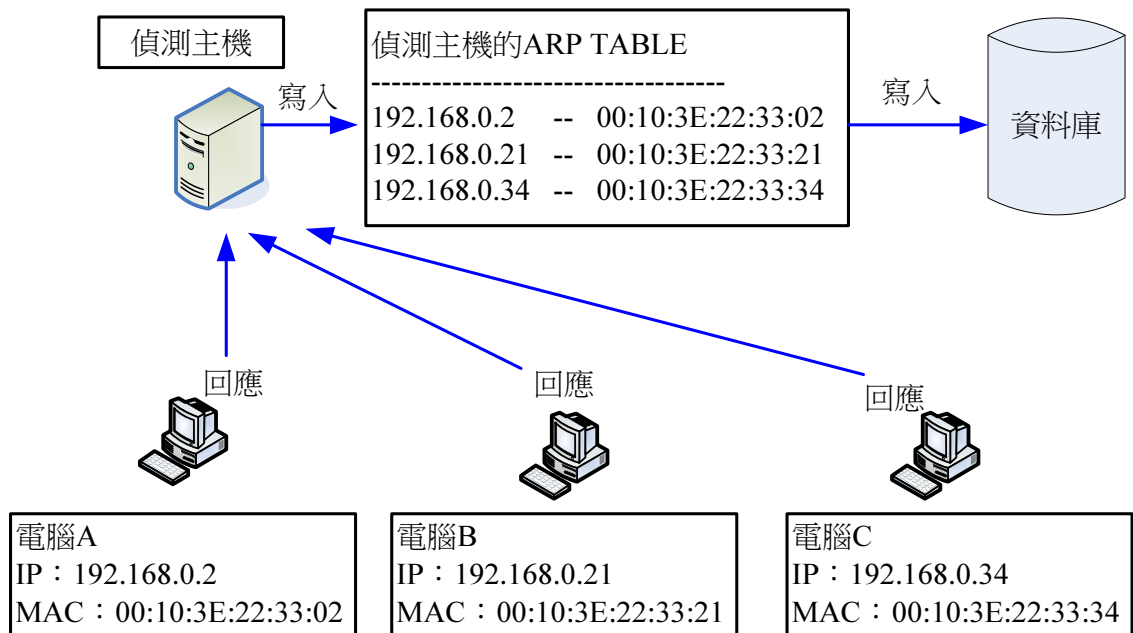 偵測主機
偵測主機的ARP TABLE
----------------------------------
192.168.0.2 -- 00:10:3E:22:33:02
192.168.0.21 -- 00:10:3E:22:33:21
192.168.0.34 -- 00:10:3E:22:33:34
寫入
寫入
資料庫
回應
回應
回應
電腦A
IP：192.168.0.2
MAC：00:10:3E:22:33:02
電腦B
IP：192.168.0.21
MAC：00:10:3E:22:33:21
電腦C
IP：192.168.0.34
MAC：00:10:3E:22:33:34